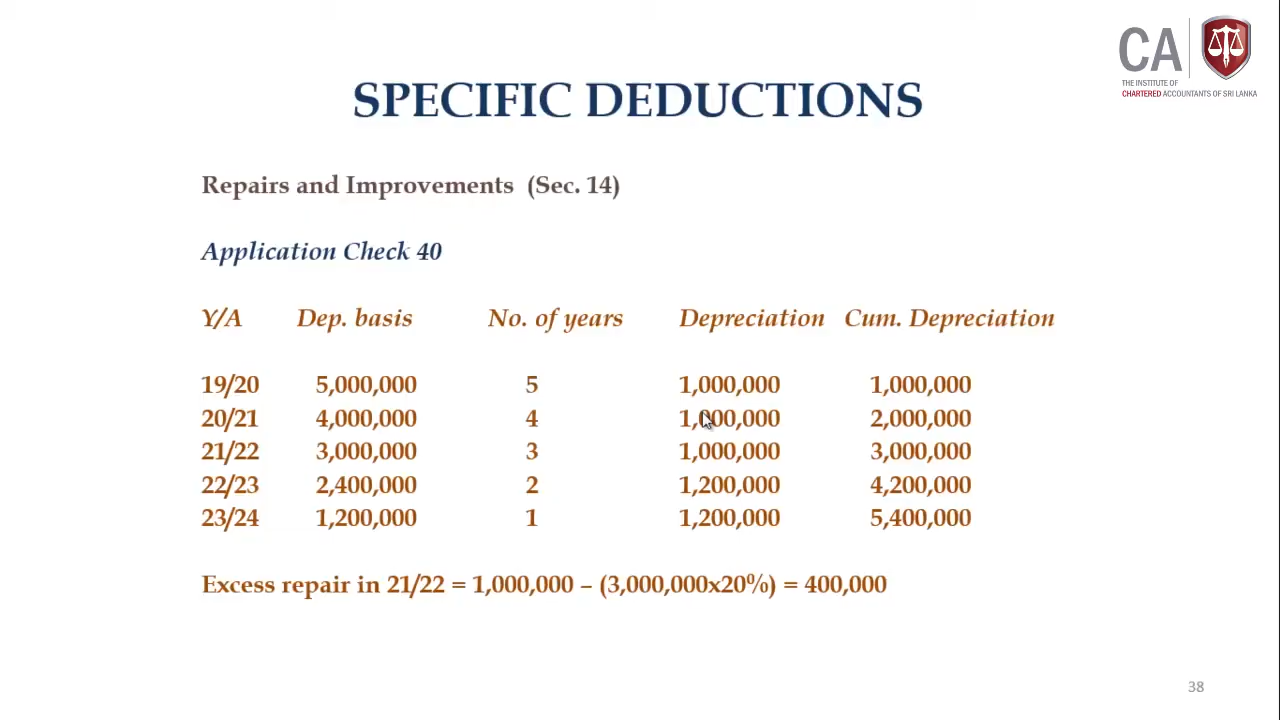 CA
THE INSTITUTE OF
CHARTERED ACCOUNTANTS OF SRI LANKA
SPECIFIC DEDUCTIONS
Repairs and Improvements (Sec. 14)
Application Check 40
Y/A Dep. basis No. of years Depreciation Cum. Depreciation
19/20 5,000,000 5 1,000,000 1,000,000
20/21 4,000,000 4 1,000,000 2,000,000
21/22 3,000,000 3 1,000,000 3,000,000
22/23 2,400,000 2 1,200,000 4,200,000
23/24 1,200,000 1 1,200,000 5,400,000
Excess repair in 21/22 = 1,000,000 – (3,000,000x20%) = 400,000
38